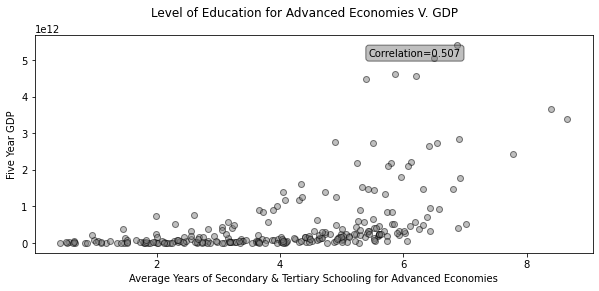 Level of Education for Advanced Economies V. GDP
1e12
Correlation=0.507
5
4
3
2
1
0
Five Year GDP
2 4 6 8
Average Years of Secondary & Tertiary Schooling for Advanced Economies